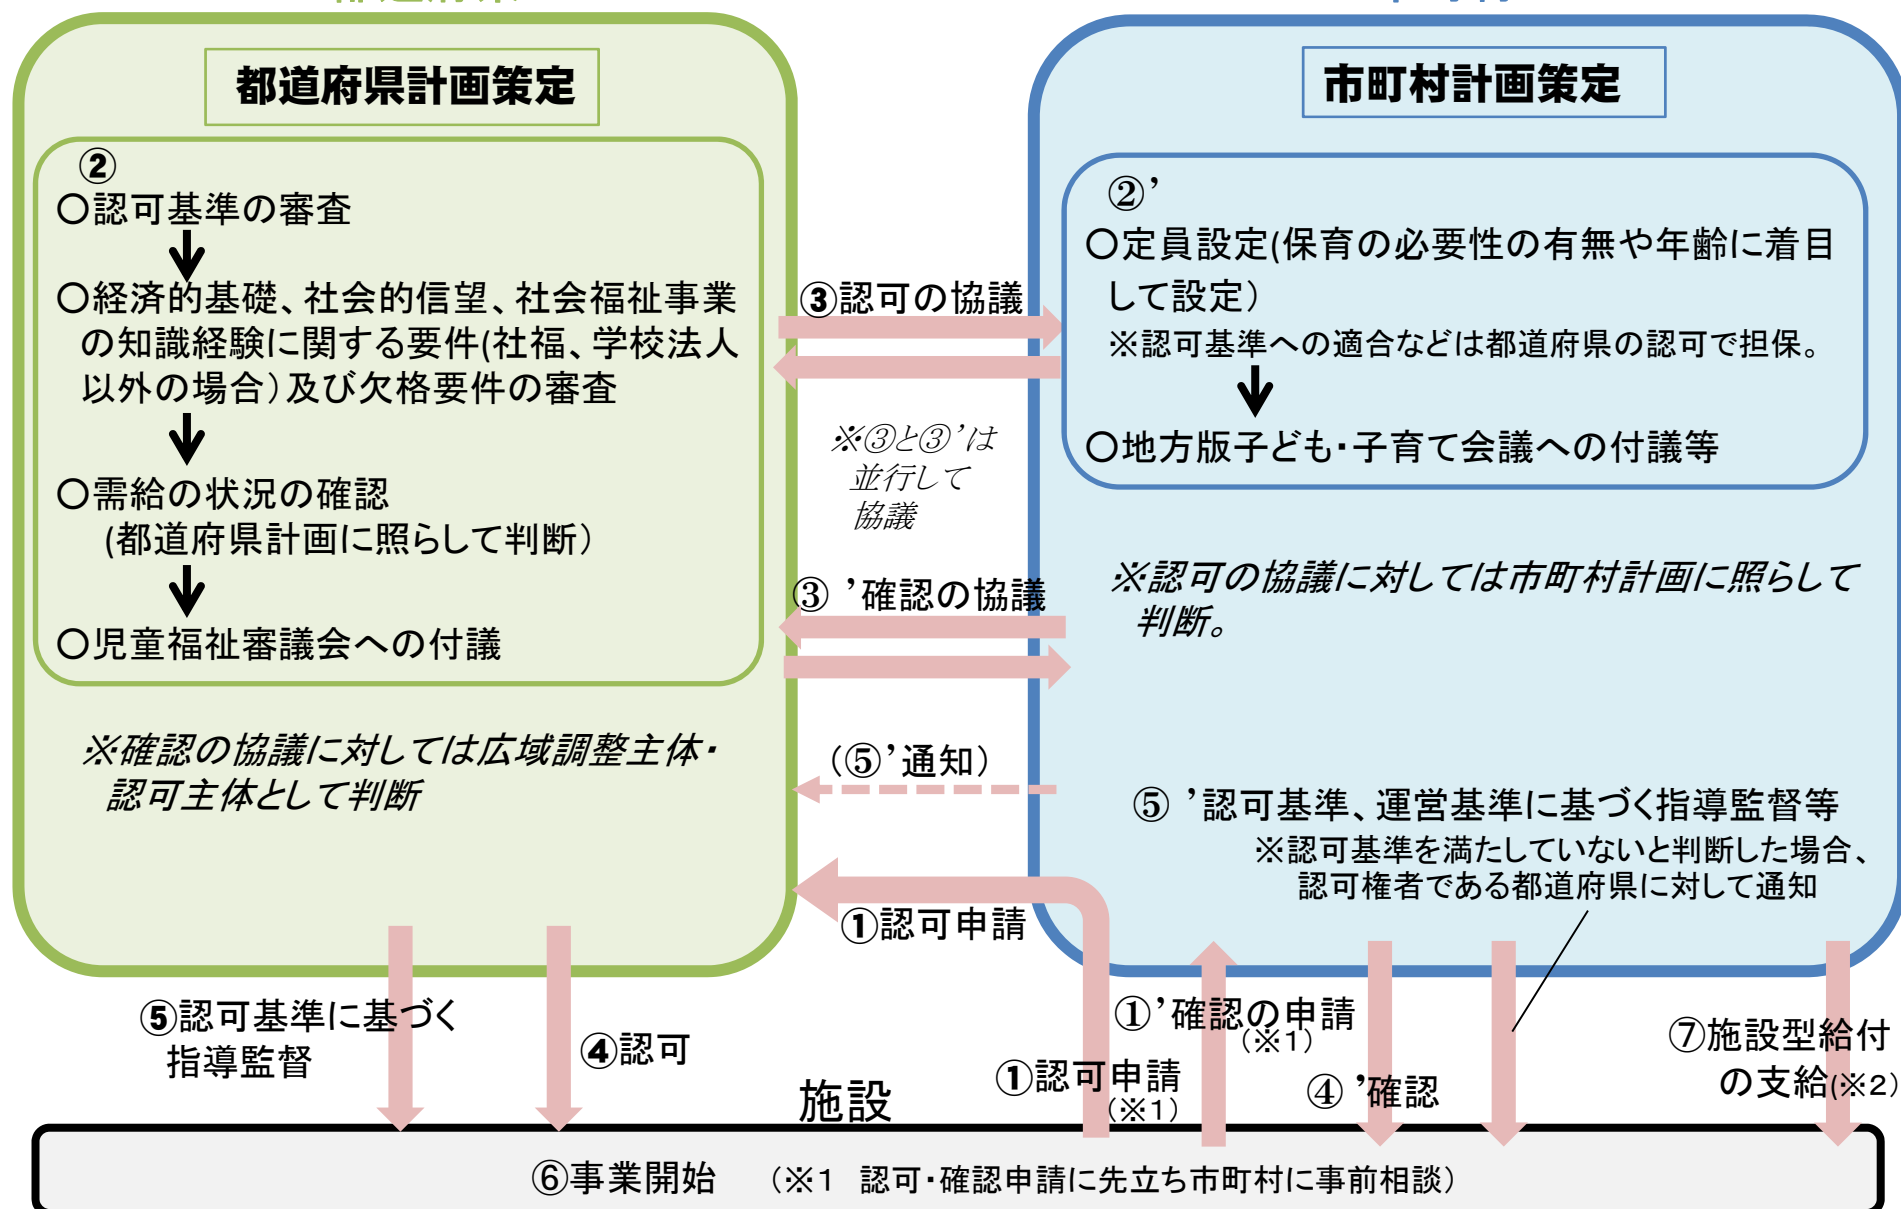 都道府県計画策定
②
○認可基準の審査
○経済的基礎、社会的信望、社会福祉事業
の知識経験に関する要件(社福、学校法人
以外の場合)及び欠格要件の審査
○需給の状況の確認
(都道府県計画に照らして判断)
○児童福祉審議会への付議
※確認の協議に対しては広域調整主体・
認可主体として判断
③認可の協議
※③と③’は
並行して
協議
③’確認の協議
(⑤’通知)
①認可申請
市町村計画策定
②’
○定員設定(保育の必要性の有無や年齢に着目
して設定)
※認可基準への適合などは都道府県の認可で担保。
○地方版子ども・子育て会議への付議等
※認可の協議に対しては市町村計画に照らして
判断。
⑤’認可基準、運営基準に基づく指導監督等
※認可基準を満たしていないと判断した場合、
認可権者である都道府県に対して通知
⑤認可基準に基づく
指導監督
④認可
施設
①認可申請
(※1)
①’確認の申請
(※1)
④’確認
⑦施設型給付
の支給(※2)
⑥事業開始 (※1 認可・確認申請に先立ち市町村に事前相談)